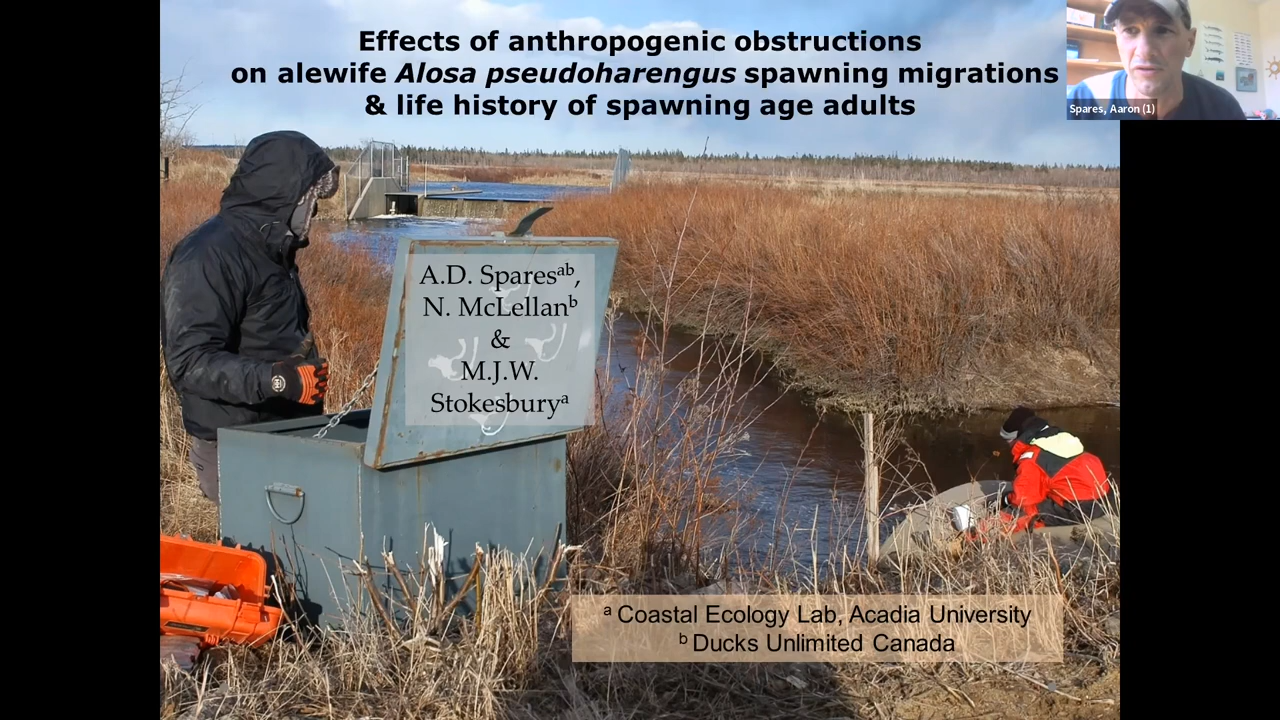 Effects of anthropogenic obstructions
on alewife Alosa pseudoharengus spawning migrations
& life history of spawning age adults
Spares, Aaron (1)
A.D. Sparesᵃᵇ,
N. McLellanᵇ
&
M.J.W.
Stokesburyᵃ
ᵃ Coastal Ecology Lab, Acadia University
ᵇ Ducks Unlimited Canada